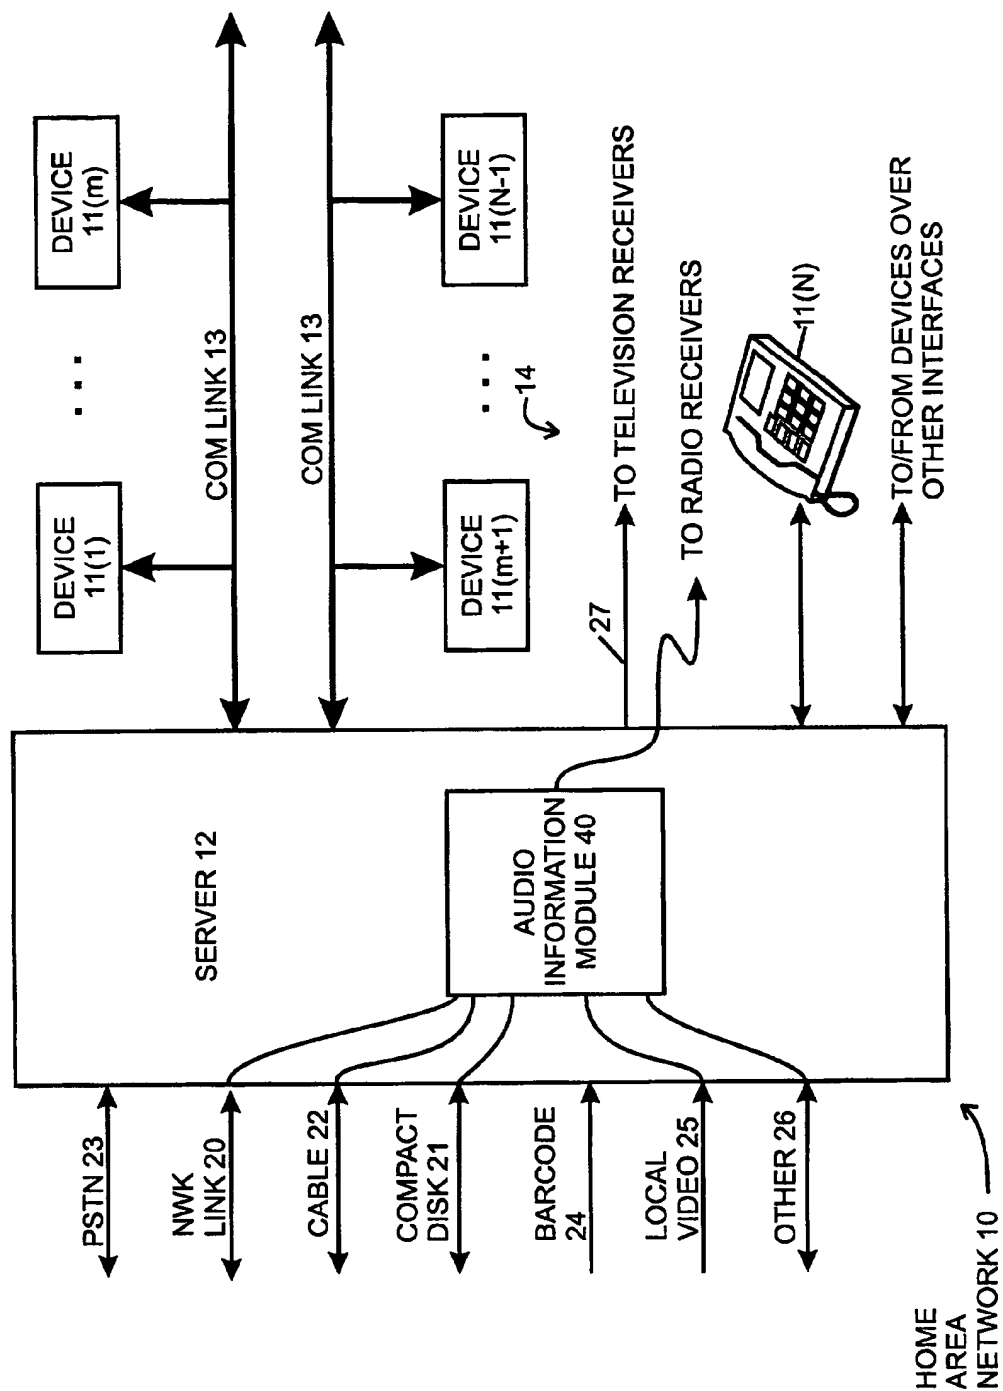 HOME
AREA
NETWORK 10
PSTN 23
NWK
LINK 20
CABLE 22
COMPACT
DISK 21
BARCODE
24
LOCAL
VIDEO 25
OTHER 26
SERVER 12
AUDIO
INFORMATION
MODULE 40
DEVICE
11(1)
. . .
DEVICE
11(m)
COM LINK 13
COM LINK 13
DEVICE
11(m+1)
. . .
DEVICE
11(N-1)
14
27
TO TELEVISION RECEIVERS
TO RADIO RECEIVERS
11(N)
TO/FROM DEVICES OVER
OTHER INTERFACES